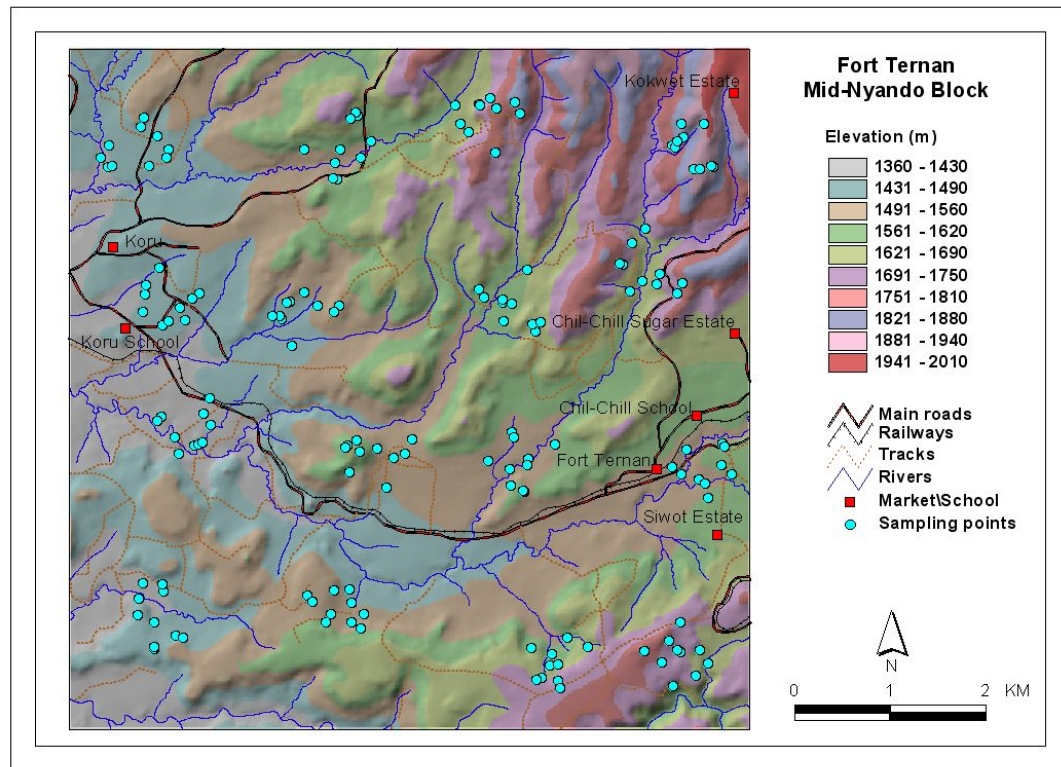 Fort Ternan
Mid-Nyando Block
Elevation (m)
1360 - 1430
1431 - 1490
1491 - 1560
1561 - 1620
1621 - 1690
1691 - 1750
1751 - 1810
1821 - 1880
1881 - 1940
1941 - 2010
Main roads
Railways
Tracks
Rivers
Market\School
Sampling points
N
0 1 2 KM
Kokwet Estate
Koru
Koru School
Chil-Chill Sugar Estate
Chil-Chill School
Fort Ternan
Siwot Estate